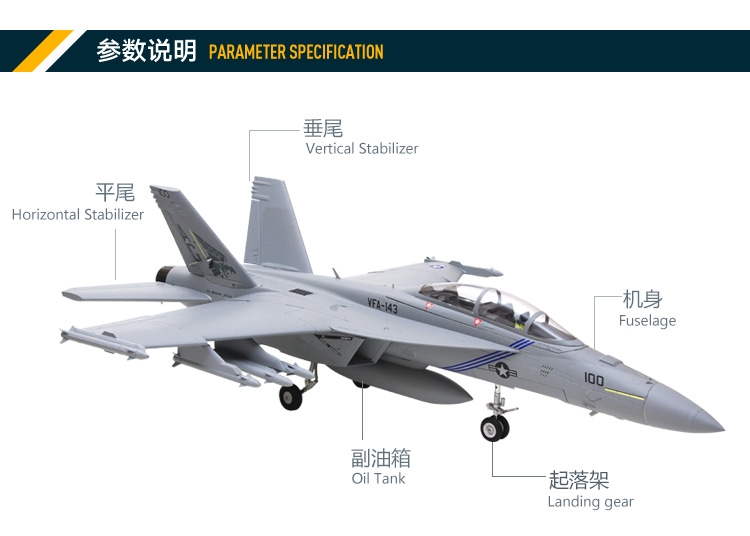 参数说明 PARAMETER SPECIFICATION
垂尾
Vertical Stabilizer
平尾
Horizontal Stabilizer
VFA-143
机身
Fuselage
100
副油箱
Oil Tank
起落架
Landing gear